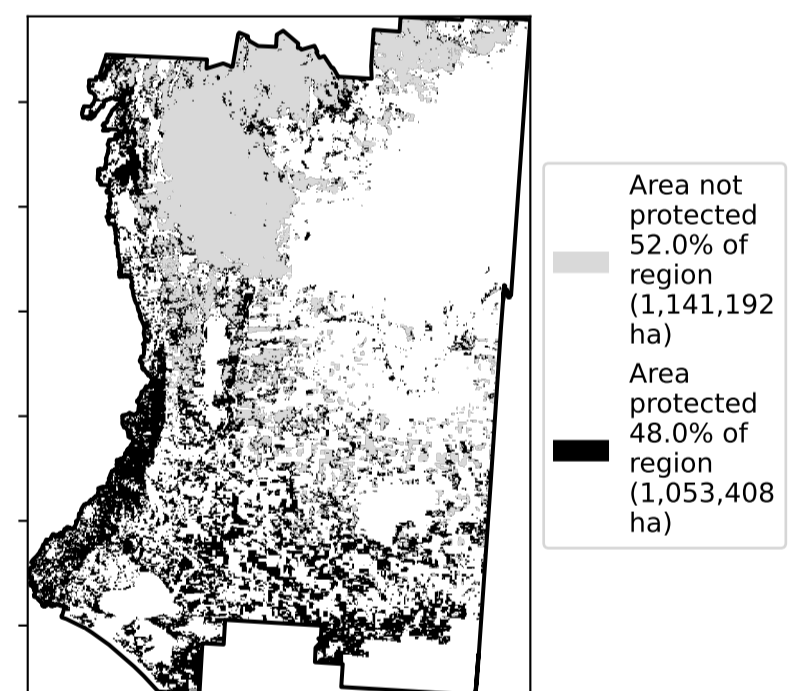 Area not
protected
52.0% of
region
(1,141,192
ha)
Area
protected
48.0% of
region
(1,053,408
ha)